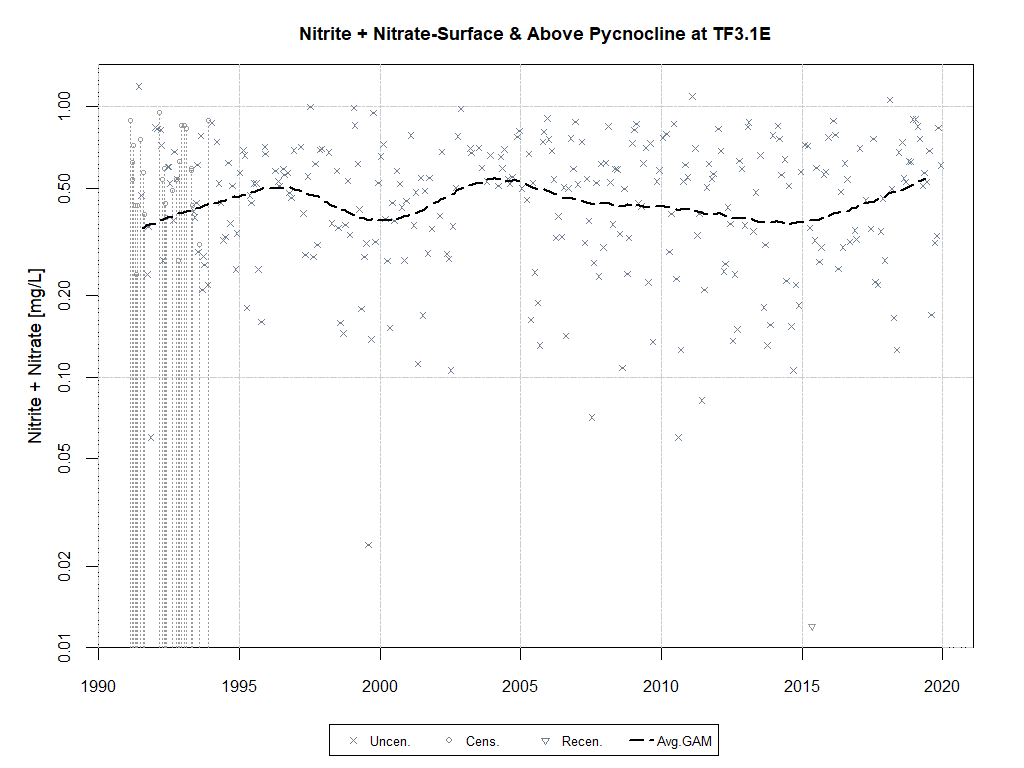 Nitrite + Nitrate-Surface & Above Pycnocline at TF3.1E
Nitrite + Nitrate [mg/L]
1.00
0.50
0.20
0.10
0.05
0.02
0.01
1990 1995 2000 2005 2010 2015 2020
Uncen. Cens. Recen. Avg.GAM